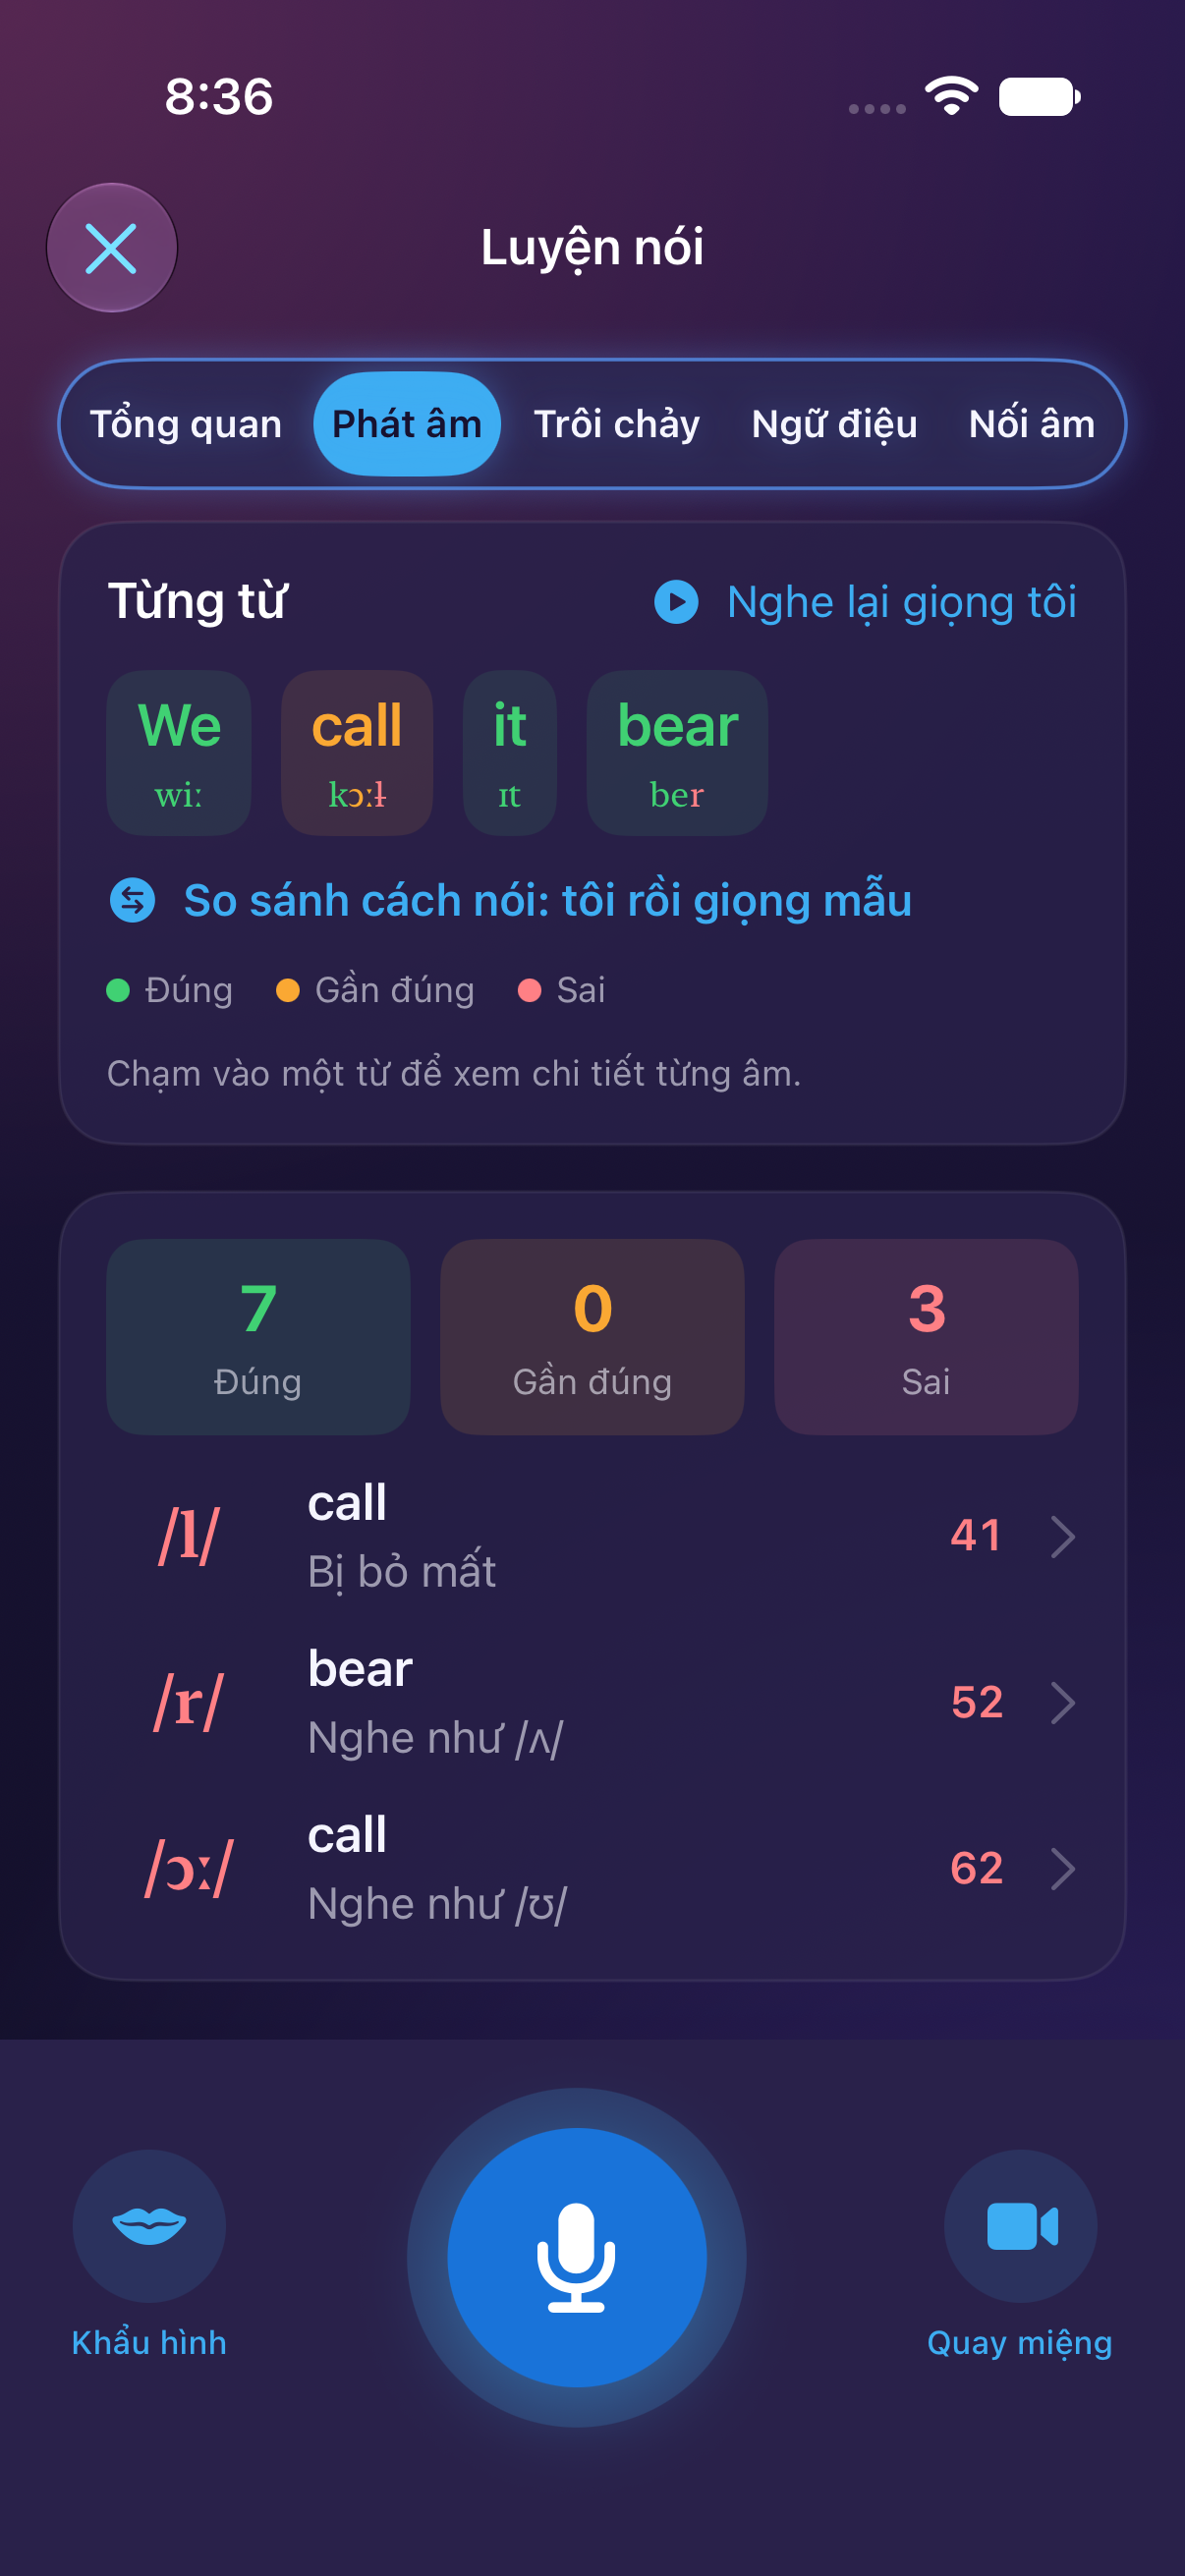 8:36
Luyện nói
Tổng quan Phát âm Trôi chảy Ngữ điệu Nối âm
Từng từ Nghe lại giọng tôi
We call it bear
wiː kɔːɫ ɪt ber
So sánh cách nói: tôi rồi giọng mẫu
Đúng Gần đúng Sai
Chạm vào một từ để xem chi tiết từng âm.
7 0 3
Đúng Gần đúng Sai
call
/l/ 41
Bị bỏ mất
bear
/r/ 52
Nghe như /ʌ/
call
/ɔː/ 62
Nghe như /ʊ/
Khẩu hình Quay miệng